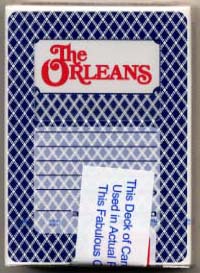 The
ORLEANS
This Deck of Car
Used in Actual
This Fabulous